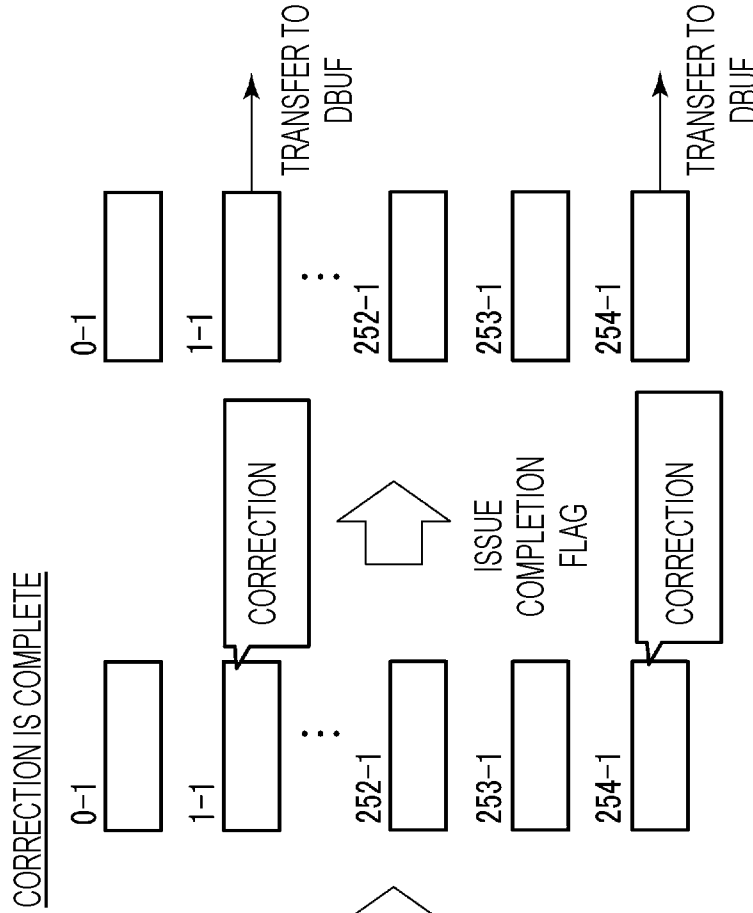 CORRECTION IS COMPLETE
0-1
1-1
...
252-1
253-1
254-1
CORRECTION
CORRECTION
ISSUE
COMPLETION
FLAG
0-1
1-1
...
252-1
253-1
254-1
TRANSFER TO
DBUF
TRANSFER TO
DBUF